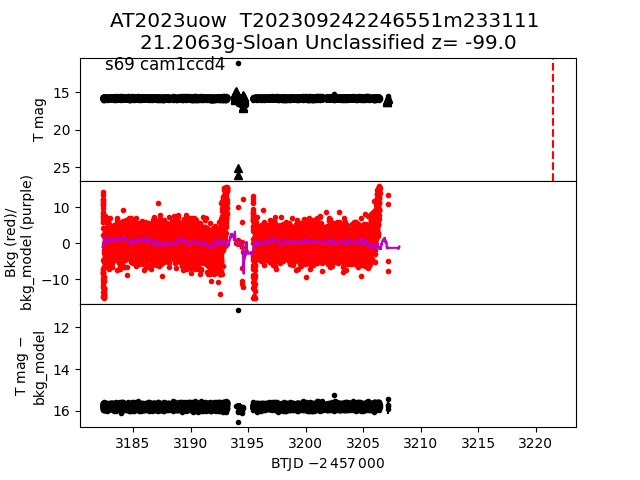 AT2023uow T202309242246551m233111
21.2063g-Sloan Unclassified z= -99.0
s69 cam1ccd4
T mag
15
20
25
Bkg (red)/
bkg_model (purple)
10
0
−10
T mag −
bkg_model
12
14
16
3185 3190 3195 3200 3205 3210 3215 3220
BTJD −2 457 000